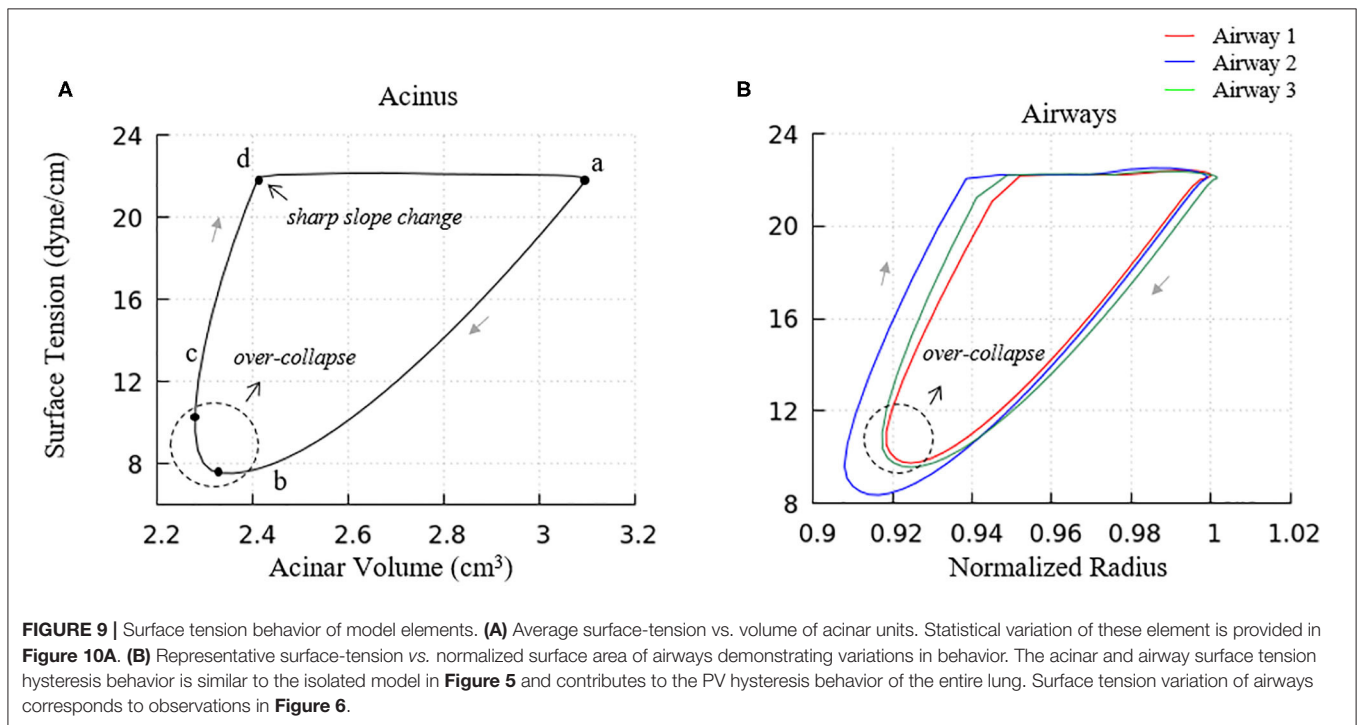 Airway 1
Airway 2
Airway 3
A
Acinus
24
20
16
12
8
Surface Tension (dyne/cm)
d
a
sharp slope change
c
over-collapse
b
2.2
2.4
2.6
2.8
3
3.2
Acinar Volume (cm³)
B
Airways
24
20
16
12
8
over-collapse
0.9
0.92
0.94
0.96
0.98
1
1.02
Normalized Radius
FIGURE 9 | Surface tension behavior of model elements. (A) Average surface-tension vs. volume of acinar units. Statistical variation of these element is provided in
Figure 10A. (B) Representative surface-tension vs. normalized surface area of airways demonstrating variations in behavior. The acinar and airway surface tension
hysteresis behavior is similar to the isolated model in Figure 5 and contributes to the PV hysteresis behavior of the entire lung. Surface tension variation of airways
corresponds to observations in Figure 6.